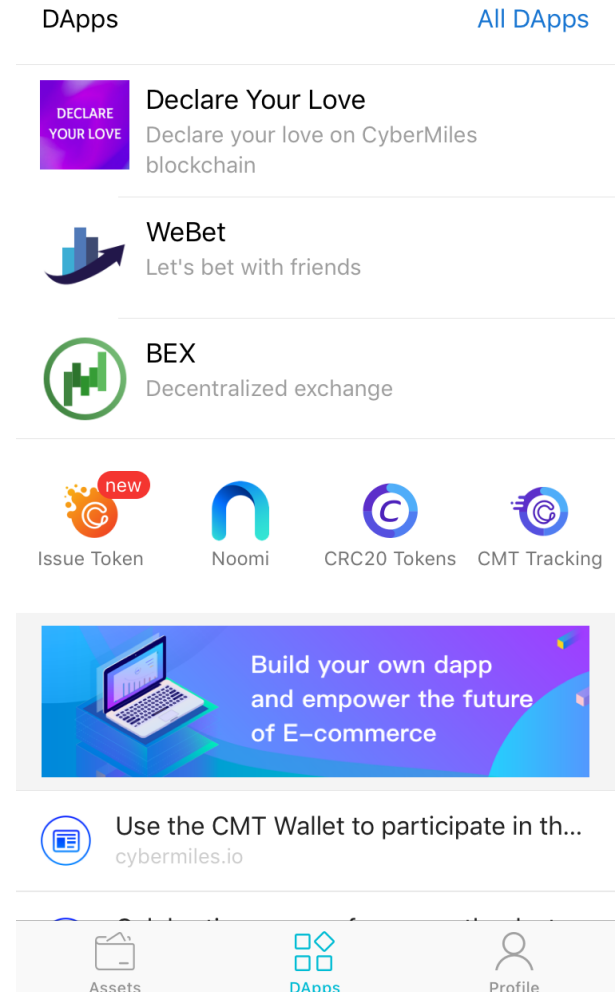 DApps
All DApps
DECLARE
YOUR LOVE
Declare Your Love
Declare your love on CyberMiles
blockchain
WeBet
Let's bet with friends
BEX
Decentralized exchange
new
Issue Token
Noomi
CRC20 Tokens
CMT Tracking
Build your own dapp
and empower the future
of E-commerce
Use the CMT Wallet to participate in th...
cybermiles.io
Assets
DApps
Profile